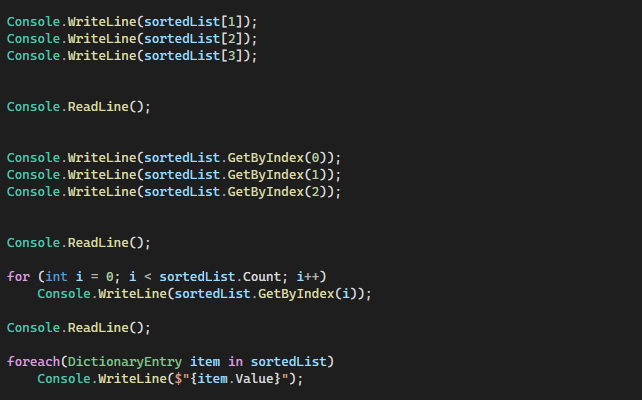 Console.WriteLine(sortedList[1]);
Console.WriteLine(sortedList[2]);
Console.WriteLine(sortedList[3]);
Console.ReadLine();
Console.WriteLine(sortedList.GetByIndex(0));
Console.WriteLine(sortedList.GetByIndex(1));
Console.WriteLine(sortedList.GetByIndex(2));
Console.ReadLine();
for (int i = 0; i < sortedList.Count; i++)
    Console.WriteLine(sortedList.GetByIndex(i));
Console.ReadLine();
foreach(DictionaryEntry item in sortedList)
    Console.WriteLine($"{item.Value}");